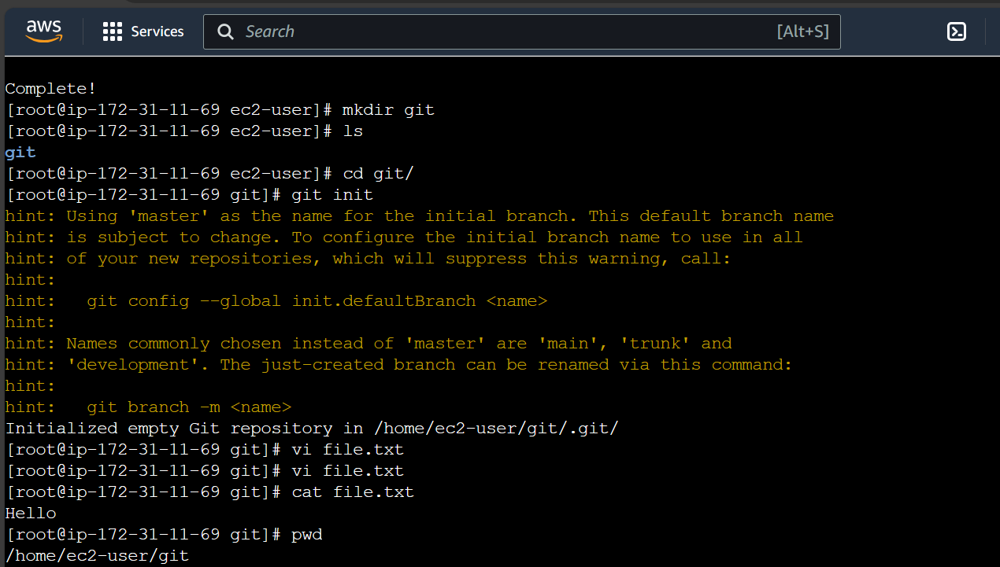 aws Services Search [Alt+S]
Complete!
[root@ip-172-31-11-69 ec2-user]# mkdir git
[root@ip-172-31-11-69 ec2-user]# ls
git
[root@ip-172-31-11-69 ec2-user]# cd git/
[root@ip-172-31-11-69 git]# git init
hint: Using 'master' as the name for the initial branch. This default branch name
hint: is subject to change. To configure the initial branch name to use in all
hint: of your new repositories, which will suppress this warning, call:
hint:
hint:   git config --global init.defaultBranch <name>
hint:
hint: Names commonly chosen instead of 'master' are 'main', 'trunk' and
hint: 'development'. The just-created branch can be renamed via this command:
hint:
hint:   git branch -m <name>
Initialized empty Git repository in /home/ec2-user/git/.git/
[root@ip-172-31-11-69 git]# vi file.txt
[root@ip-172-31-11-69 git]# vi file.txt
[root@ip-172-31-11-69 git]# cat file.txt
Hello
[root@ip-172-31-11-69 git]# pwd
/home/ec2-user/git